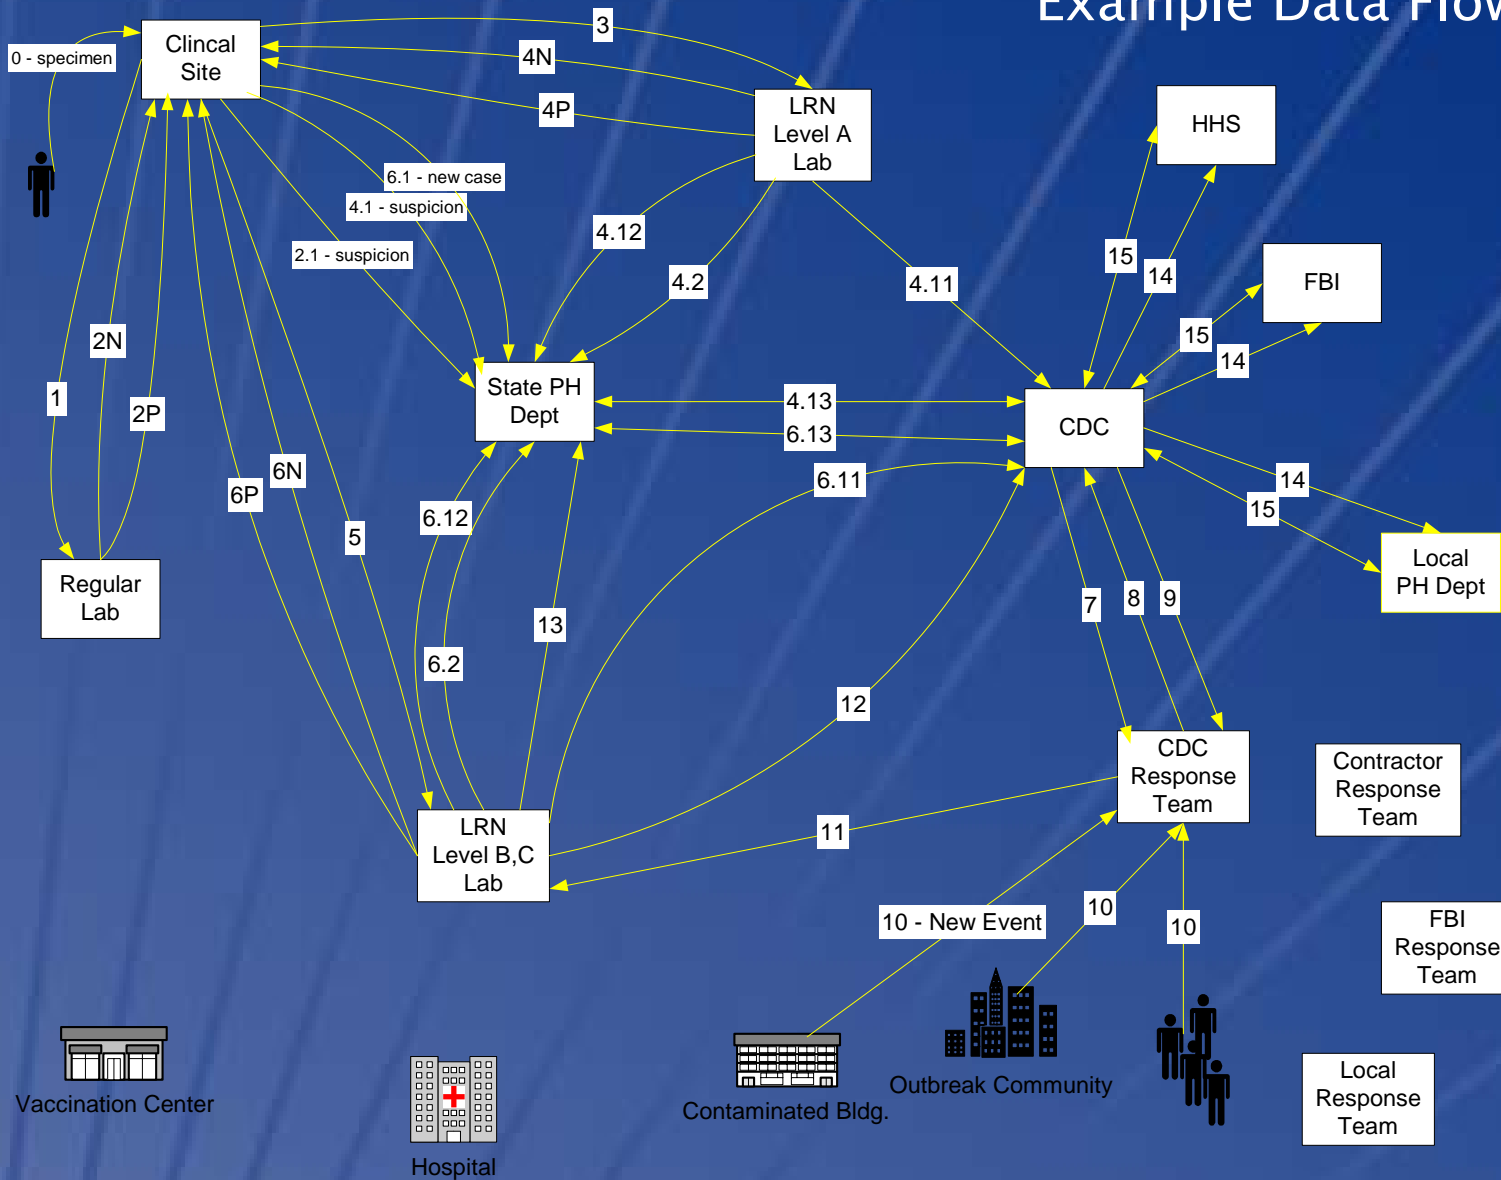 Example Data Flow
3
Clincal
Site
0 - specimen
4N
4P
LRN
Level A
Lab
HHS
6.1 - new case
4.1 - suspicion
2.1 - suspicion
4.12
4.2
4.11
15
14
FBI
15
14
2N
1
2P
State PH
Dept
4.13
6.13
CDC
6N
6P
5
6.12
6.11
14
15
Regular
Lab
Local
PH Dept
7
8
9
13
6.2
12
CDC
Response
Team
Contractor
Response
Team
LRN
Level B,C
Lab
11
10 - New Event
10
10
FBI
Response
Team
Vaccination Center
Hospital
Contaminated Bldg.
Outbreak Community
Local
Response
Team